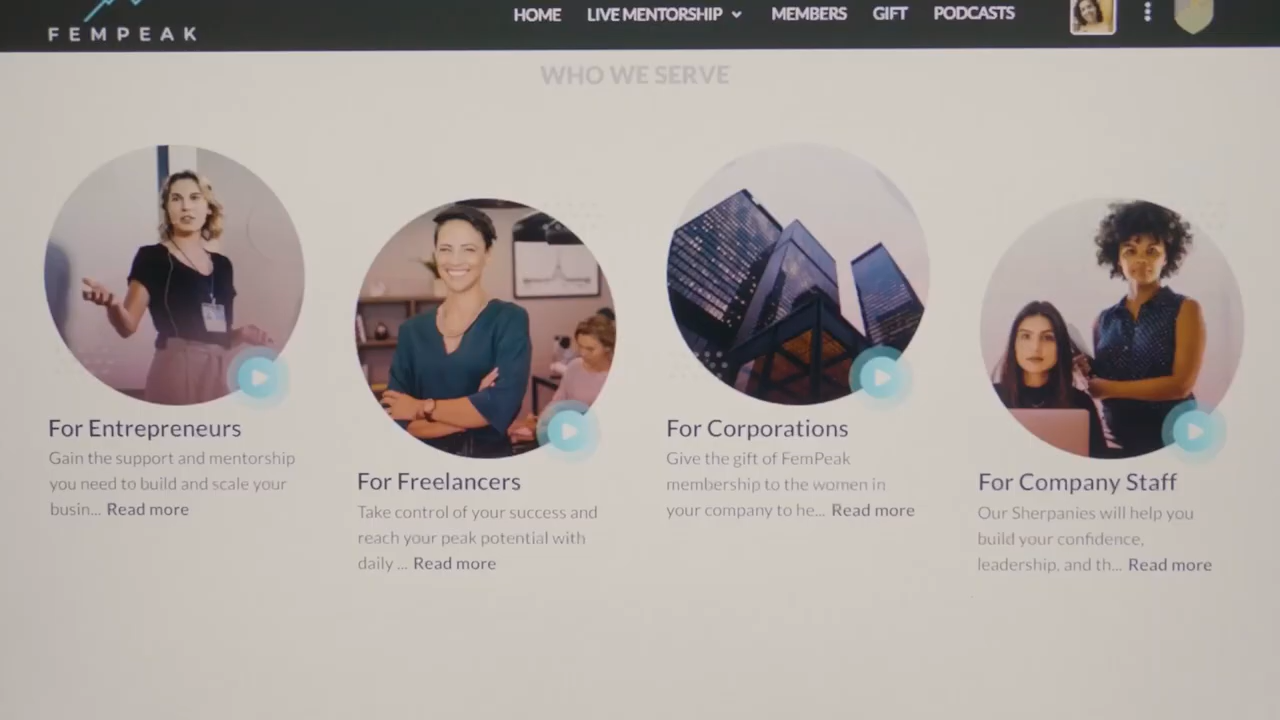 FEMPEAK
HOME LIVE MENTORSHIP MEMBERS GIFT PODCASTS
WHO WE SERVE
For Entrepreneurs
Gain the support and mentorship
you need to build and scale your
busin... Read more
For Freelancers
Take control of your success and
reach your peak potential with
daily ... Read more
For Corporations
Give the gift of FemPeak
membership to the women in
your company to he... Read more
For Company Staff
Our Sherpanies will help you
build your confidence,
leadership, and th... Read more